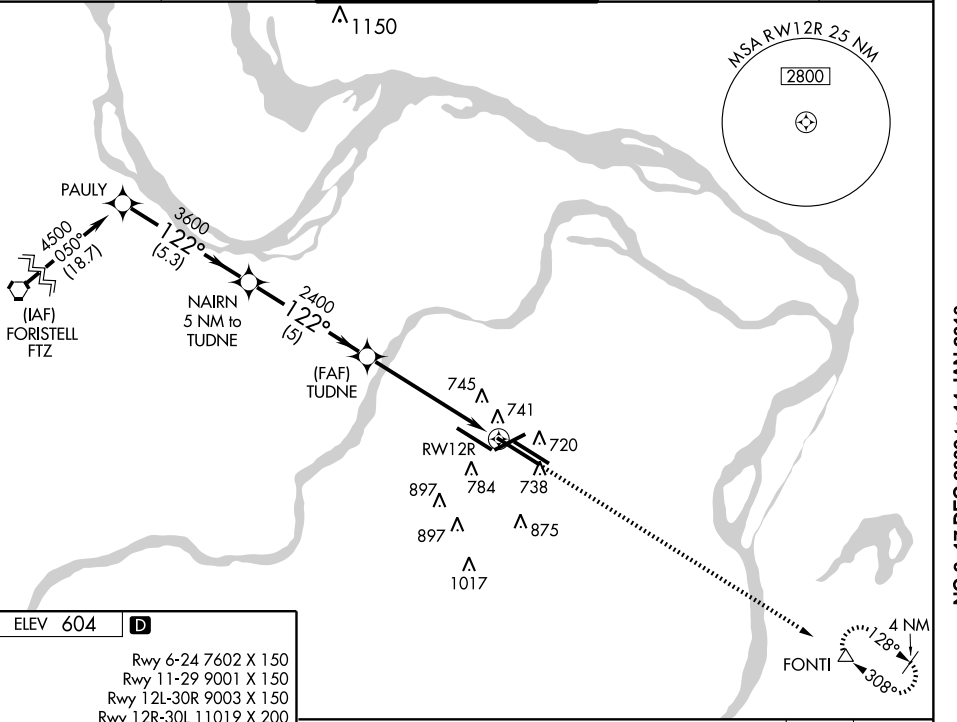 1150
MSA RW12R 25 NM
2800
PAULY
4500
050°
(18.7)
3600
122°
(5.3)
(IAF)
FORISTELL
FTZ
NAIRN
5 NM to
TUDNE
2400
122°
(5)
(FAF)
TUDNE
745
741
720
RW12R
784
738
897
897
875
1017
ELEV 604 D
Rwy 6-24 7602 X 150
Rwy 11-29 9001 X 150
Rwy 12L-30R 9003 X 150
Rwy 12R-30L 11019 X 200
4 NM
FONTI
128°
308°